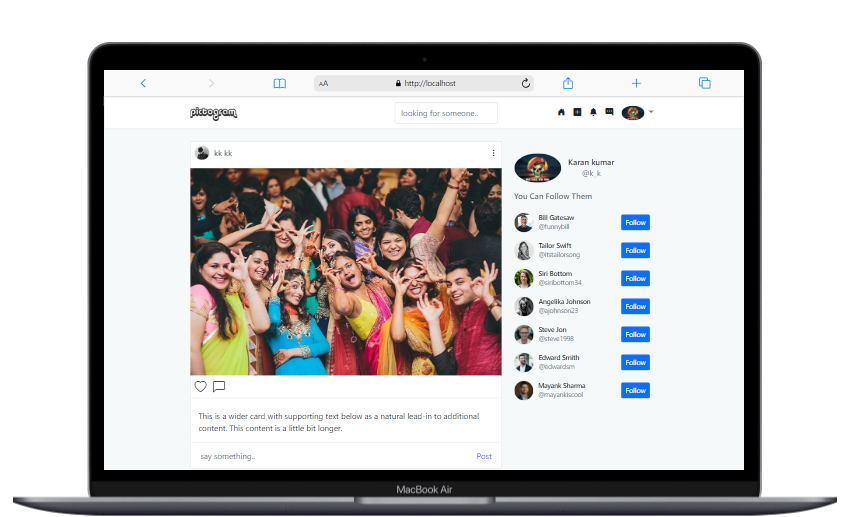 AA http://localhost
pictogram
looking for someone..
kk kk
Karan kumar
@k_k
You Can Follow Them
Bill Gatesaw
@funnybill
Follow
Tailor Swift
@itstailorsong
Follow
Siri Bottom
@siribottom34
Follow
Angelika Johnson
@ajohnson23
Follow
Steve Jon
@steve1998
Follow
Edward Smith
@edwardsm
Follow
Mayank Sharma
@mayankiscool
Follow
This is a wider card with supporting text below as a natural lead-in to additional
content. This content is a little bit longer.
say something..
Post
MacBook Air